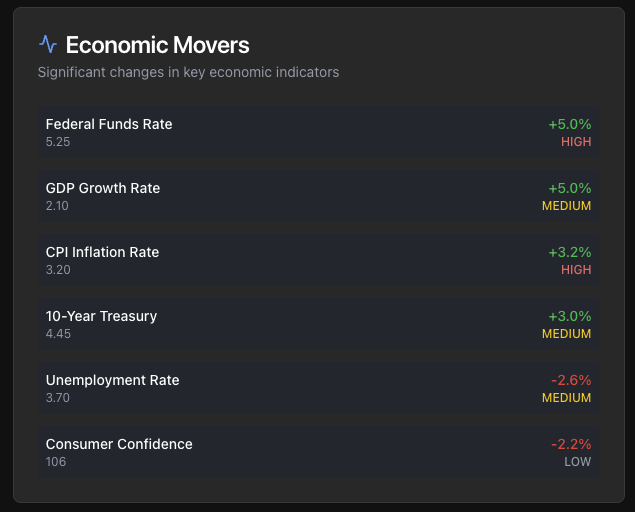 Economic Movers
Significant changes in key economic indicators
Federal Funds Rate
+5.0%
5.25
HIGH
GDP Growth Rate
+5.0%
2.10
MEDIUM
CPI Inflation Rate
+3.2%
3.20
HIGH
10-Year Treasury
+3.0%
4.45
MEDIUM
Unemployment Rate
-2.6%
3.70
MEDIUM
Consumer Confidence
-2.2%
106
LOW